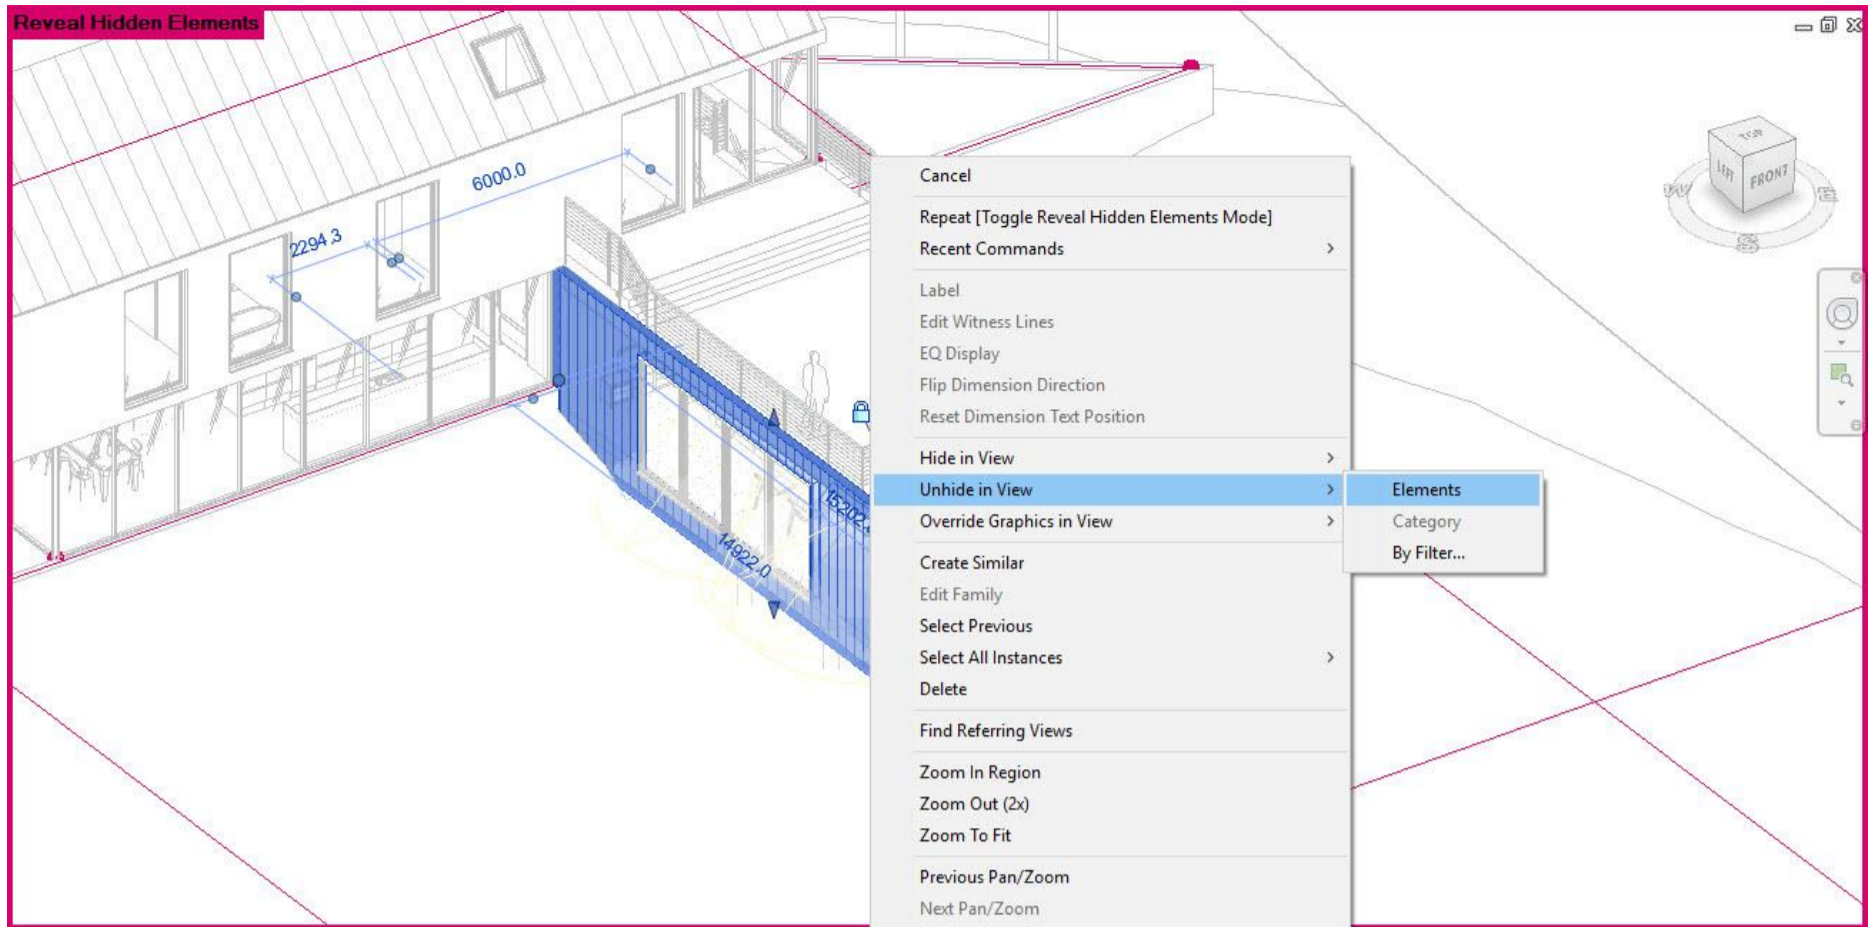 Reveal Hidden Elements
6000.0
2294.3
14922.0
TOP
LEFT
FRONT
W
E
S
Cancel
Repeat [Toggle Reveal Hidden Elements Mode]
Recent Commands
Label
Edit Witness Lines
EQ Display
Flip Dimension Direction
Reset Dimension Text Position
Hide in View
Unhide in View
Override Graphics in View
Create Similar
Edit Family
Select Previous
Select All Instances
Delete
Find Referring Views
Zoom In Region
Zoom Out (2x)
Zoom To Fit
Previous Pan/Zoom
Next Pan/Zoom
Elements
Category
By Filter...